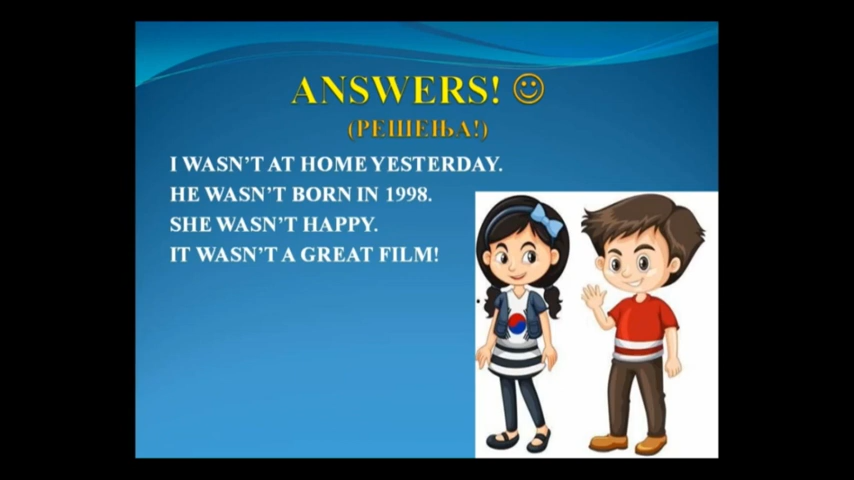 ANSWERS! ☺
(РЕШЕЊА!)
I WASN'T AT HOME YESTERDAY.
HE WASN'T BORN IN 1998.
SHE WASN'T HAPPY.
IT WASN'T A GREAT FILM!